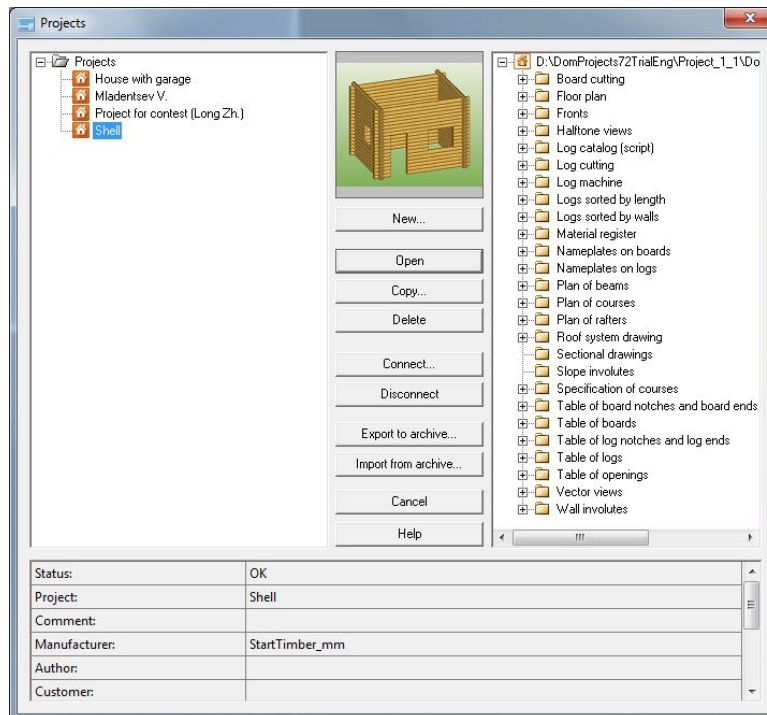 Projects
Projects
House with garage
Mladentsev V.
Project for contest (Long Zh.)
Shell
New...
Open
Copy...
Delete
Connect...
Disconnect
Export to archive...
Import from archive...
Cancel
Help
D:\DomProjects72TrialEng\Project_1_1\Do
Board cutting
Floor plan
Fronts
Halftone views
Log catalog (script)
Log cutting
Log machine
Logs sorted by length
Logs sorted by walls
Material register
Nameplates on boards
Nameplates on logs
Plan of beams
Plan of courses
Plan of rafters
Roof system drawing
Sectional drawings
Slope involutes
Specification of courses
Table of board notches and board ends
Table of boards
Table of log notches and log ends
Table of logs
Table of openings
Vector views
Wall involutes
Status: OK
Project: Shell
Comment:
Manufacturer: StartTimber_mm
Author:
Customer: